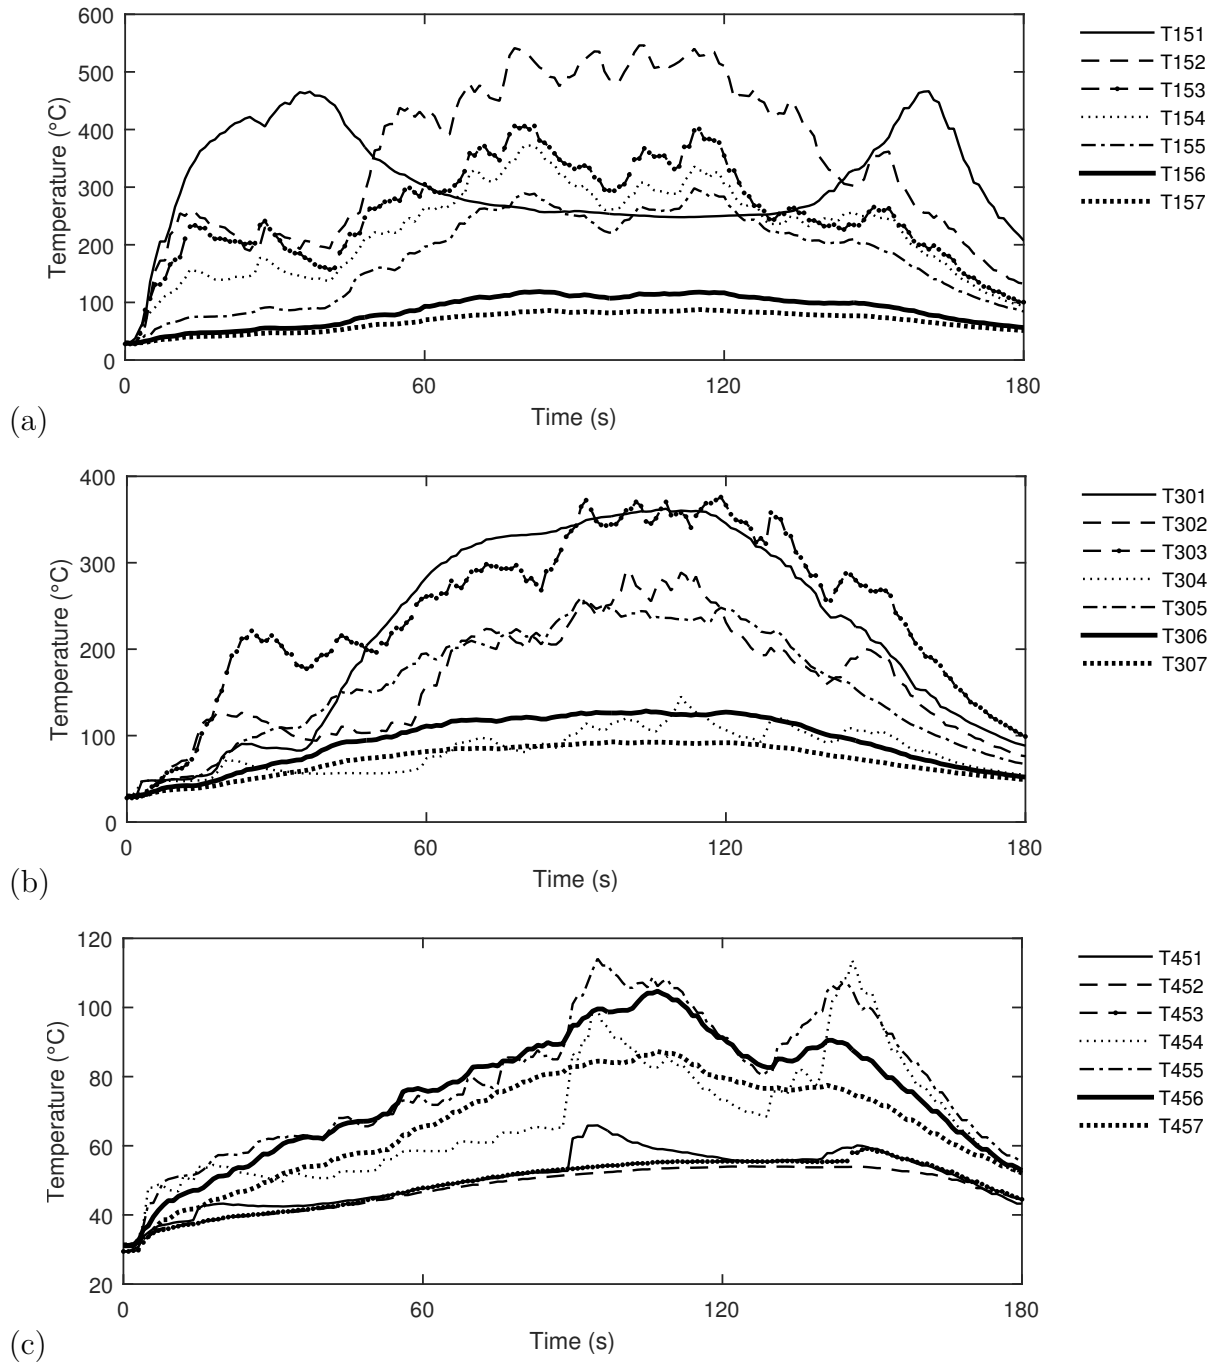 600
500
400
300
200
100
0
0
60
120
180
Temperature (°C)
Time (s)
T151
T152
T153
T154
T155
T156
T157
(a)
400
300
200
100
0
0
60
120
180
Temperature (°C)
Time (s)
T301
T302
T303
T304
T305
T306
T307
(b)
120
100
80
60
40
20
0
60
120
180
Temperature (°C)
Time (s)
T451
T452
T453
T454
T455
T456
T457
(c)